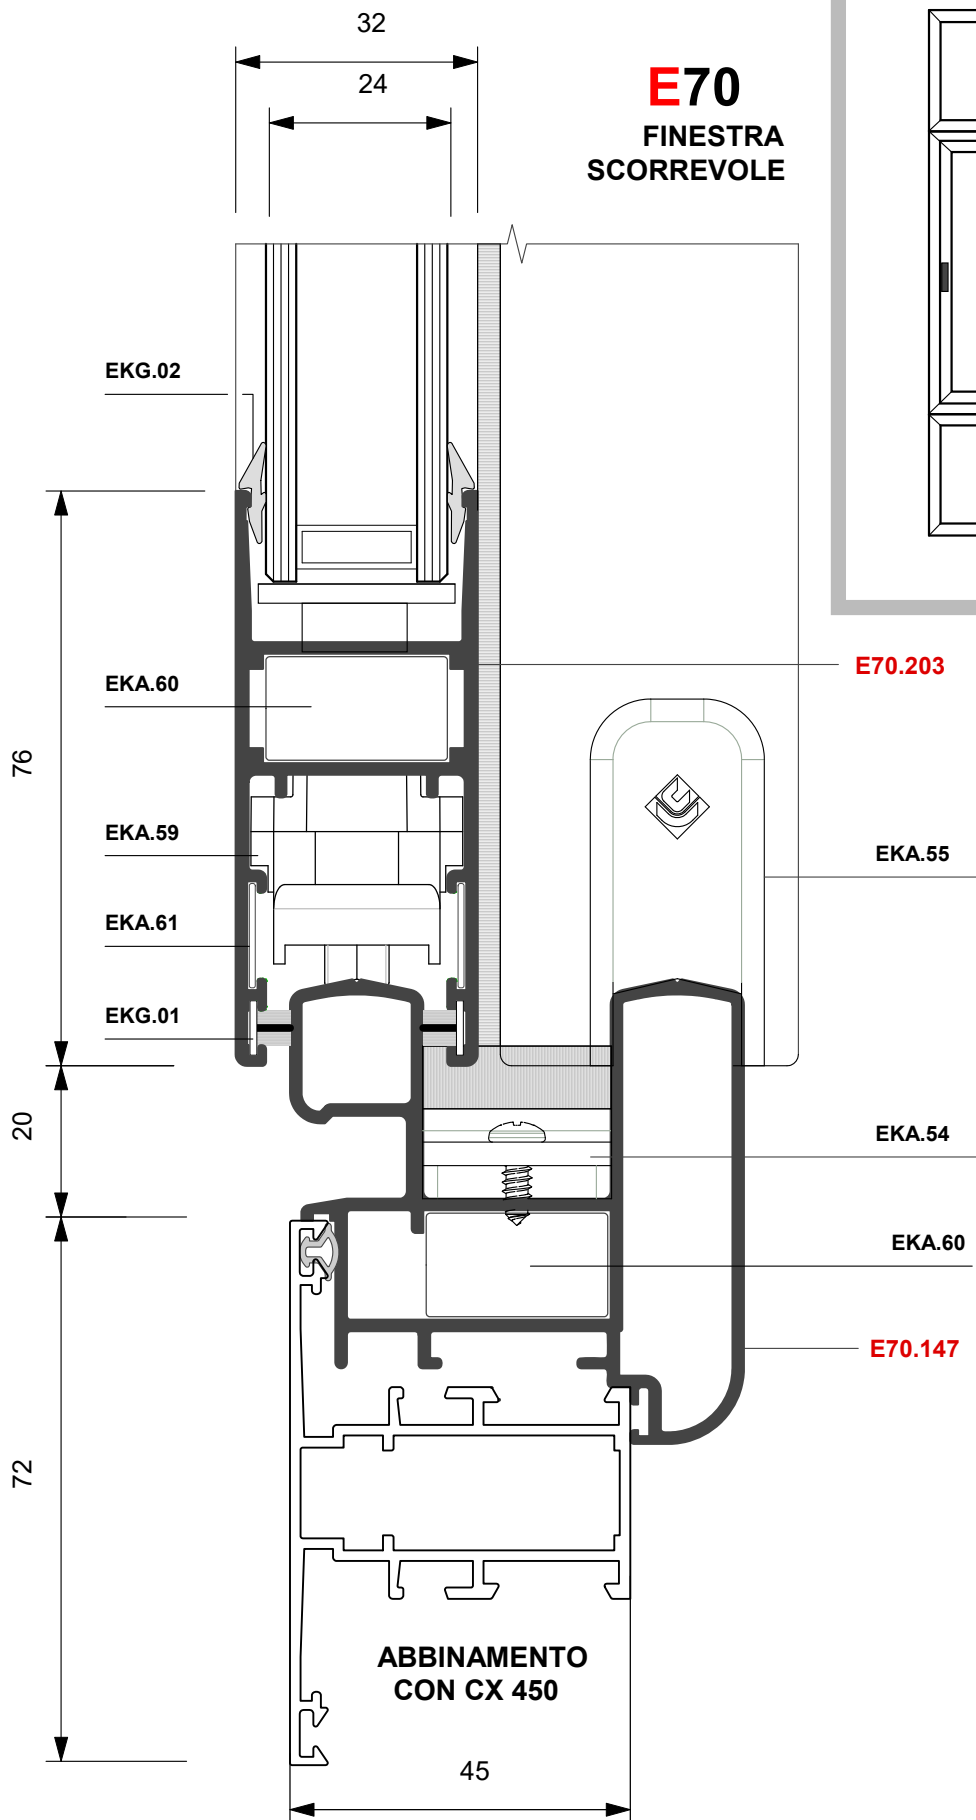 32
24
E70
FINESTRA
SCORREVOLE
EKG.02
E70.203
EKA.60
76
EKA.59
EKA.55
EKA.61
EKG.01
20
EKA.54
EKA.60
E70.147
72
ABBINAMENTO
CON CX 450
45